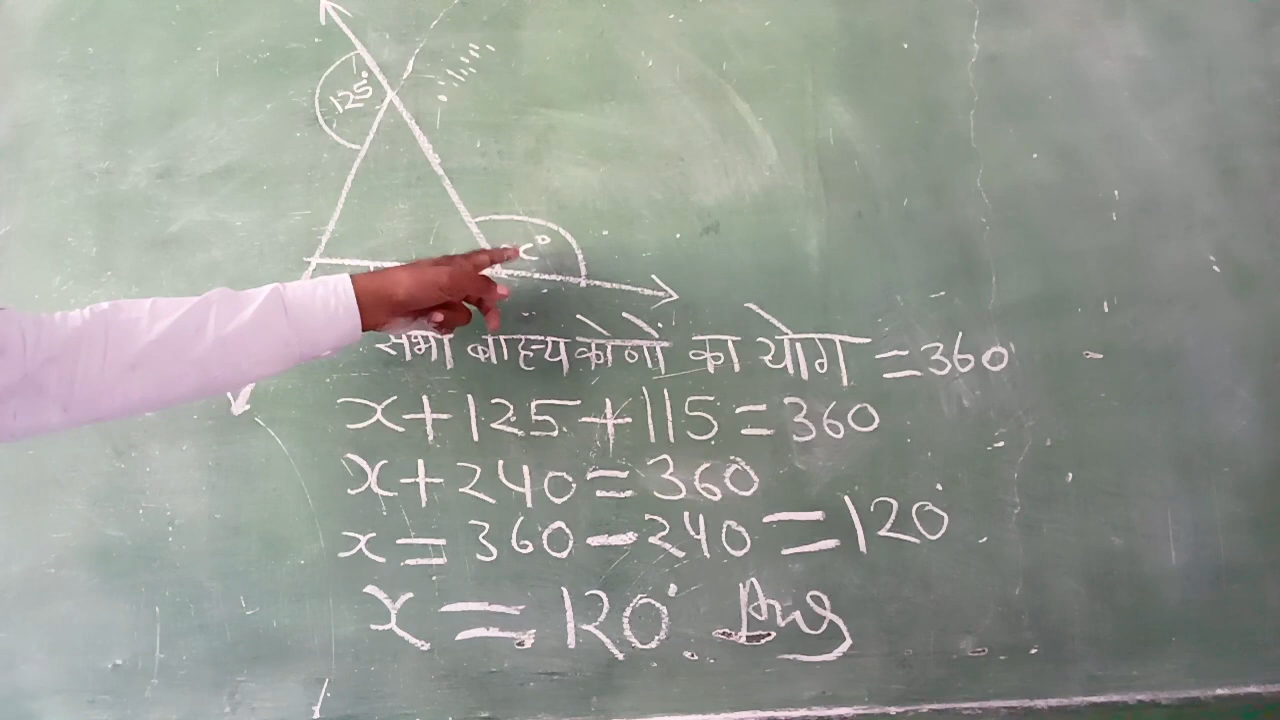 125°
x°
सभी बाह्य कोणों का योग = 360
x + 125 + 115 = 360
x + 240 = 360
x = 360 - 240 = 120
x = 120° Ans